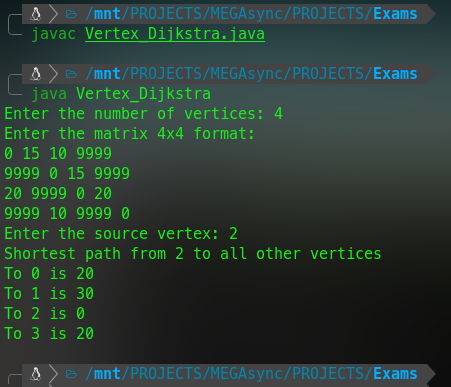 /mnt/PROJECTS/MEGAsync/PROJECTS/Exams
javac Vertex_Dijkstra.java
/mnt/PROJECTS/MEGAsync/PROJECTS/Exams
java Vertex_Dijkstra
Enter the number of vertices: 4
Enter the matrix 4x4 format:
0 15 10 9999
9999 0 15 9999
20 9999 0 20
9999 10 9999 0
Enter the source vertex: 2
Shortest path from 2 to all other vertices
To 0 is 20
To 1 is 30
To 2 is 0
To 3 is 20
/mnt/PROJECTS/MEGAsync/PROJECTS/Exams